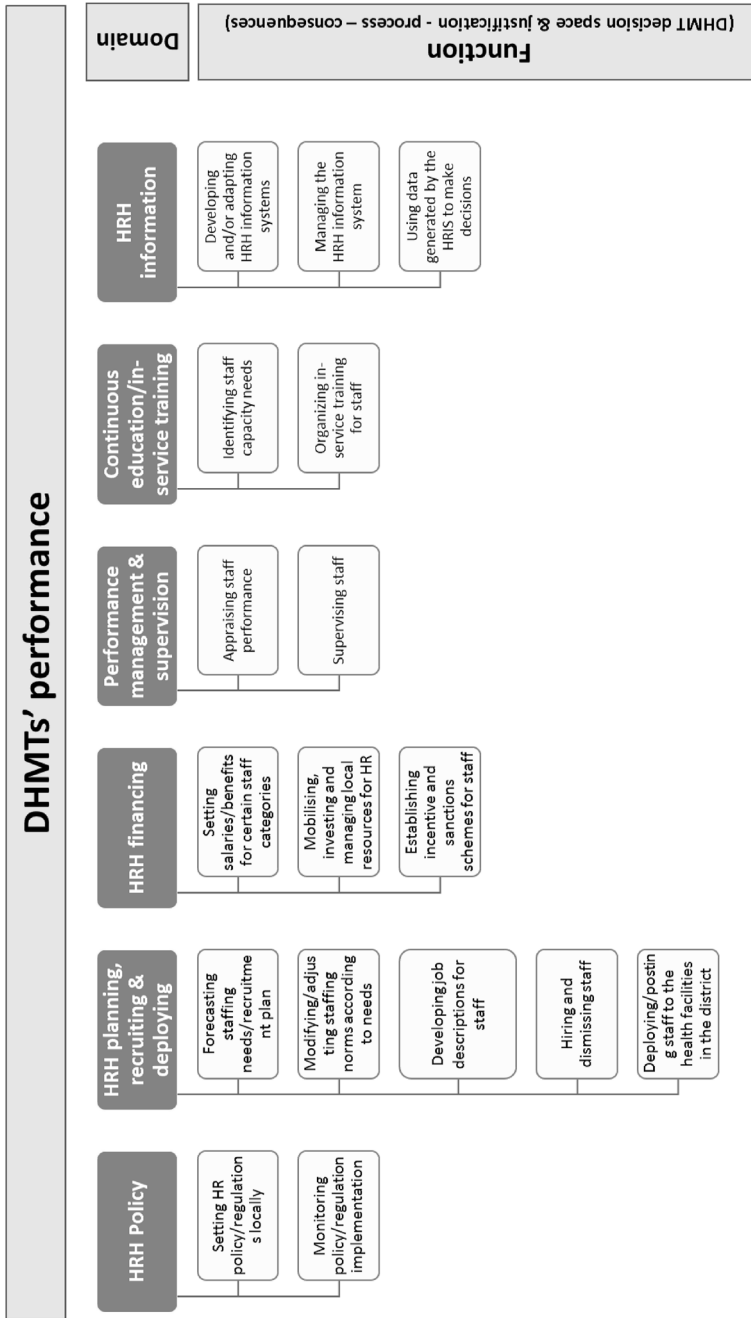 DHMTs' performance
Domain
Function
(DHMT decision space & justification - process – consequences)
HRH Policy
Setting HR
policy/regulation
s locally
Monitoring
policy/regulation
implementation
HRH planning,
recruiting &
deploying
Forecasting
staffing
needs/recruitme
nt plan
Modifying/adjus
ting staffing
norms according
to needs
Developing job
descriptions for
staff
Hiring and
dismissing staff
Deploying/postin
g staff to the
health facilities
in the district
HRH financing
Setting
salaries/benefits
for certain staff
categories
Mobilising,
investing and
managing local
resources for HR
Establishing
incentive and
sanctions
schemes for staff
Performance
management &
supervision
Appraising staff
performance
Supervising staff
Continuous
education/in-
service training
Identifying staff
capacity needs
Organizing in-
service training
for staff
HRH
information
Developing
and/or adapting
HRH information
systems
Managing the
HRH information
system
Using data
generated by the
HRIS to make
decisions